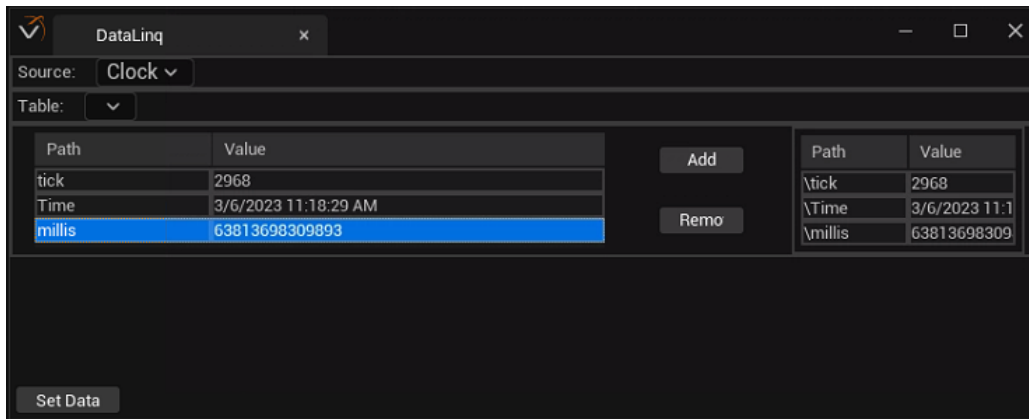 DataLinq
Source: Clock
Table:
Path Value
tick 2968
Time 3/6/2023 11:18:29 AM
millis 63813698309893
Add
Remo
Path Value
\tick 2968
\Time 3/6/2023 11:1
\millis 63813698309
Set Data